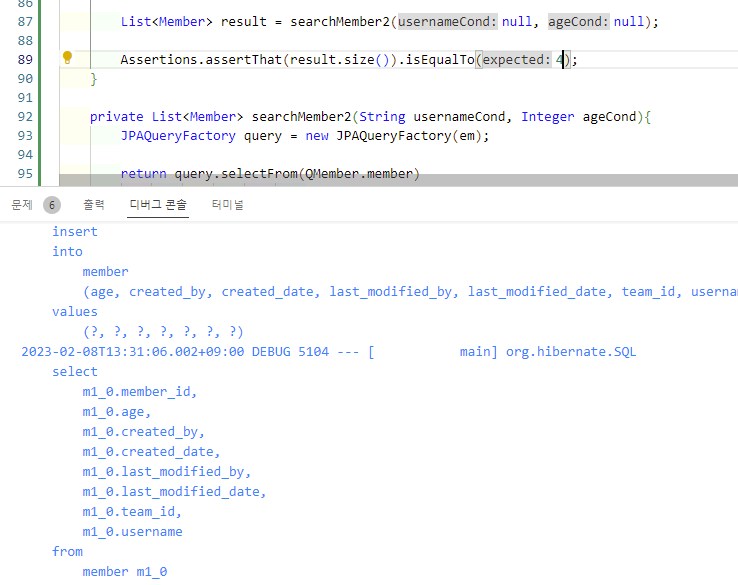 86
87 List<Member> result = searchMember2(usernameCond: null, ageCond: null);
88
89 Assertions.assertThat(result.size()).isEqualTo(expected: 4);
90 }
91
92 private List<Member> searchMember2(String usernameCond, Integer ageCond){
93 JPAQueryFactory query = new JPAQueryFactory(em);
94
95 return query.selectFrom(QMember.member)
문제 6 출력 디버그 콘솔 터미널
insert
into
member
(age, created_by, created_date, last_modified_by, last_modified_date, team_id, userna
values
(?, ?, ?, ?, ?, ?, ?)
2023-02-08T13:31:06.002+09:00 DEBUG 5104 --- [ main] org.hibernate.SQL
select
m1_0.member_id,
m1_0.age,
m1_0.created_by,
m1_0.created_date,
m1_0.last_modified_by,
m1_0.last_modified_date,
m1_0.team_id,
m1_0.username
from
member m1_0